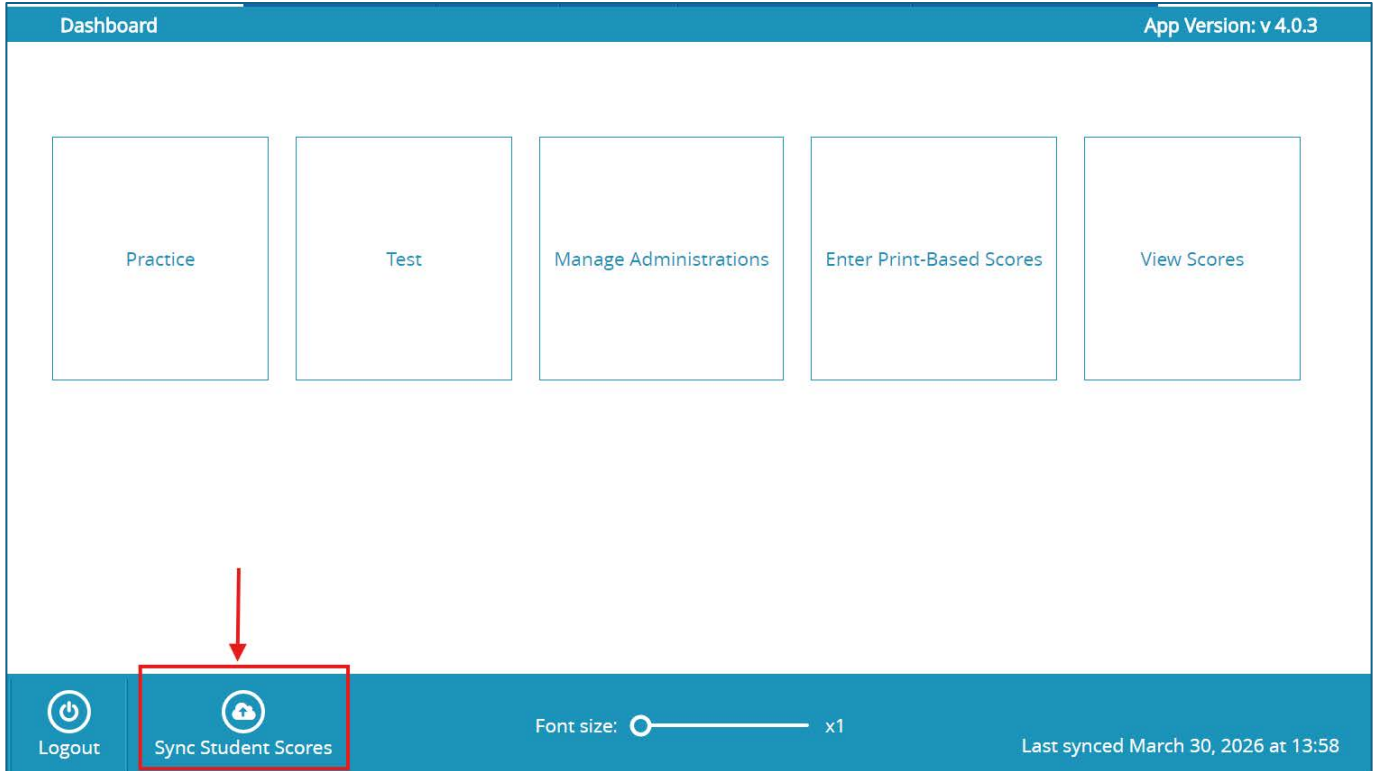 Dashboard
App Version: v 4.0.3
Practice
Test
Manage Administrations
Enter Print-Based Scores
View Scores
Logout
Sync Student Scores
Font size:
x1
Last synced March 30, 2026 at 13:58